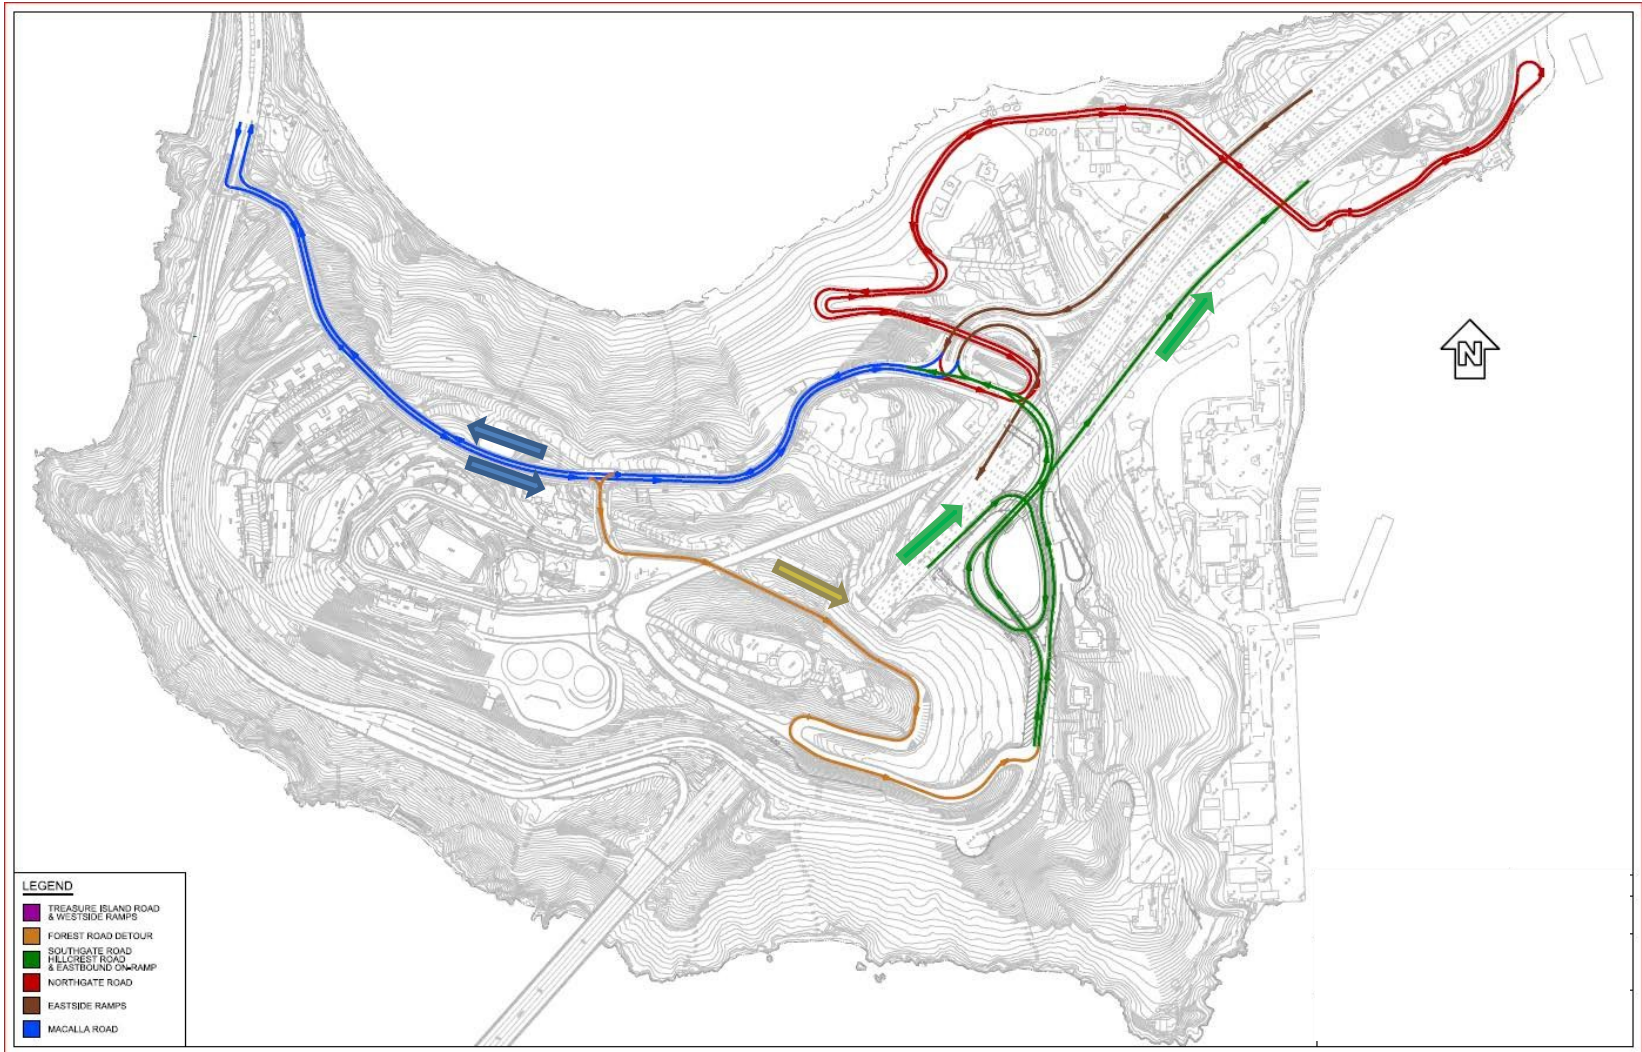 200
N
LEGEND
TREASURE ISLAND ROAD
& WESTSIDE RAMPS
FOREST ROAD DETOUR
SOUTHGATE ROAD
HILLCREST ROAD
& EASTBOUND ON-RAMP
NORTHGATE ROAD
EASTSIDE RAMPS
MACALLA ROAD